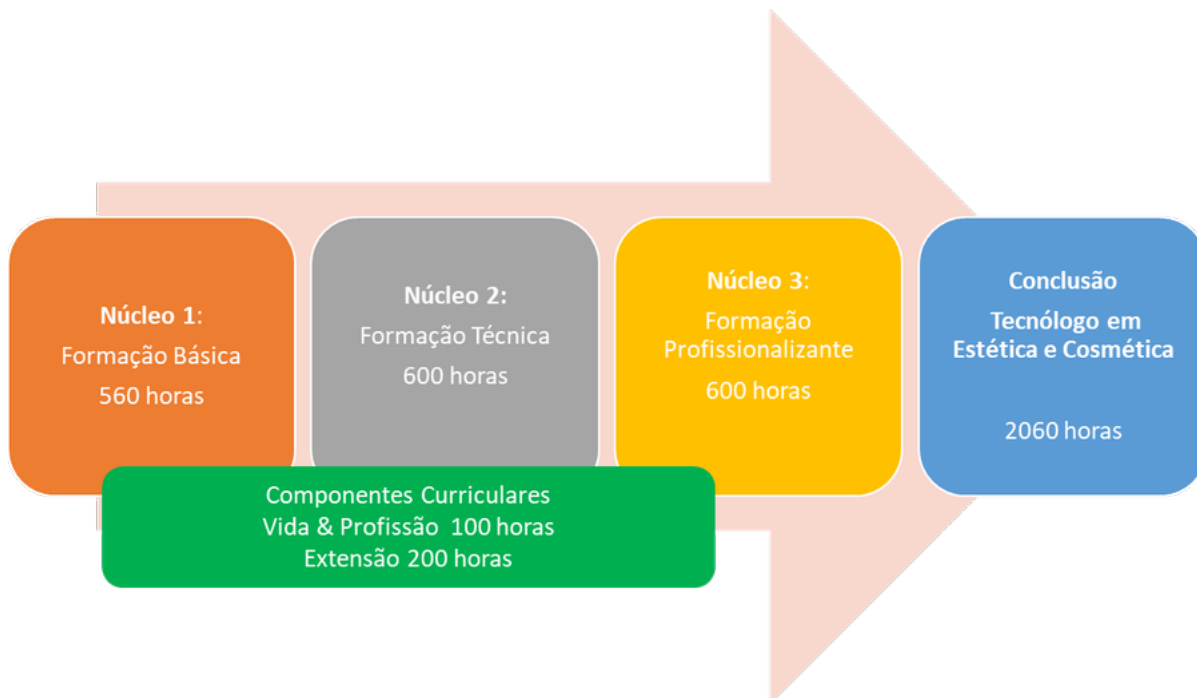 Núcleo 1:
Formação Básica
560 horas
Núcleo 2:
Formação Técnica
600 horas
Núcleo 3:
Formação
Profissionalizante
600 horas
Conclusão
Tecnólogo em
Estética e Cosmética
2060 horas
Componentes Curriculares
Vida & Profissão 100 horas
Extensão 200 horas